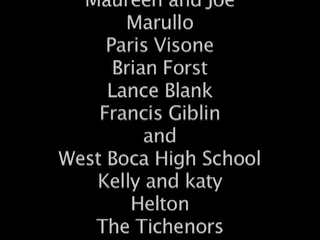 Maureen and Joe
Marullo
Paris Visone
Brian Forst
Lance Blank
Francis Giblin
and
West Boca High School
Kelly and katy
Helton
The Tichenors